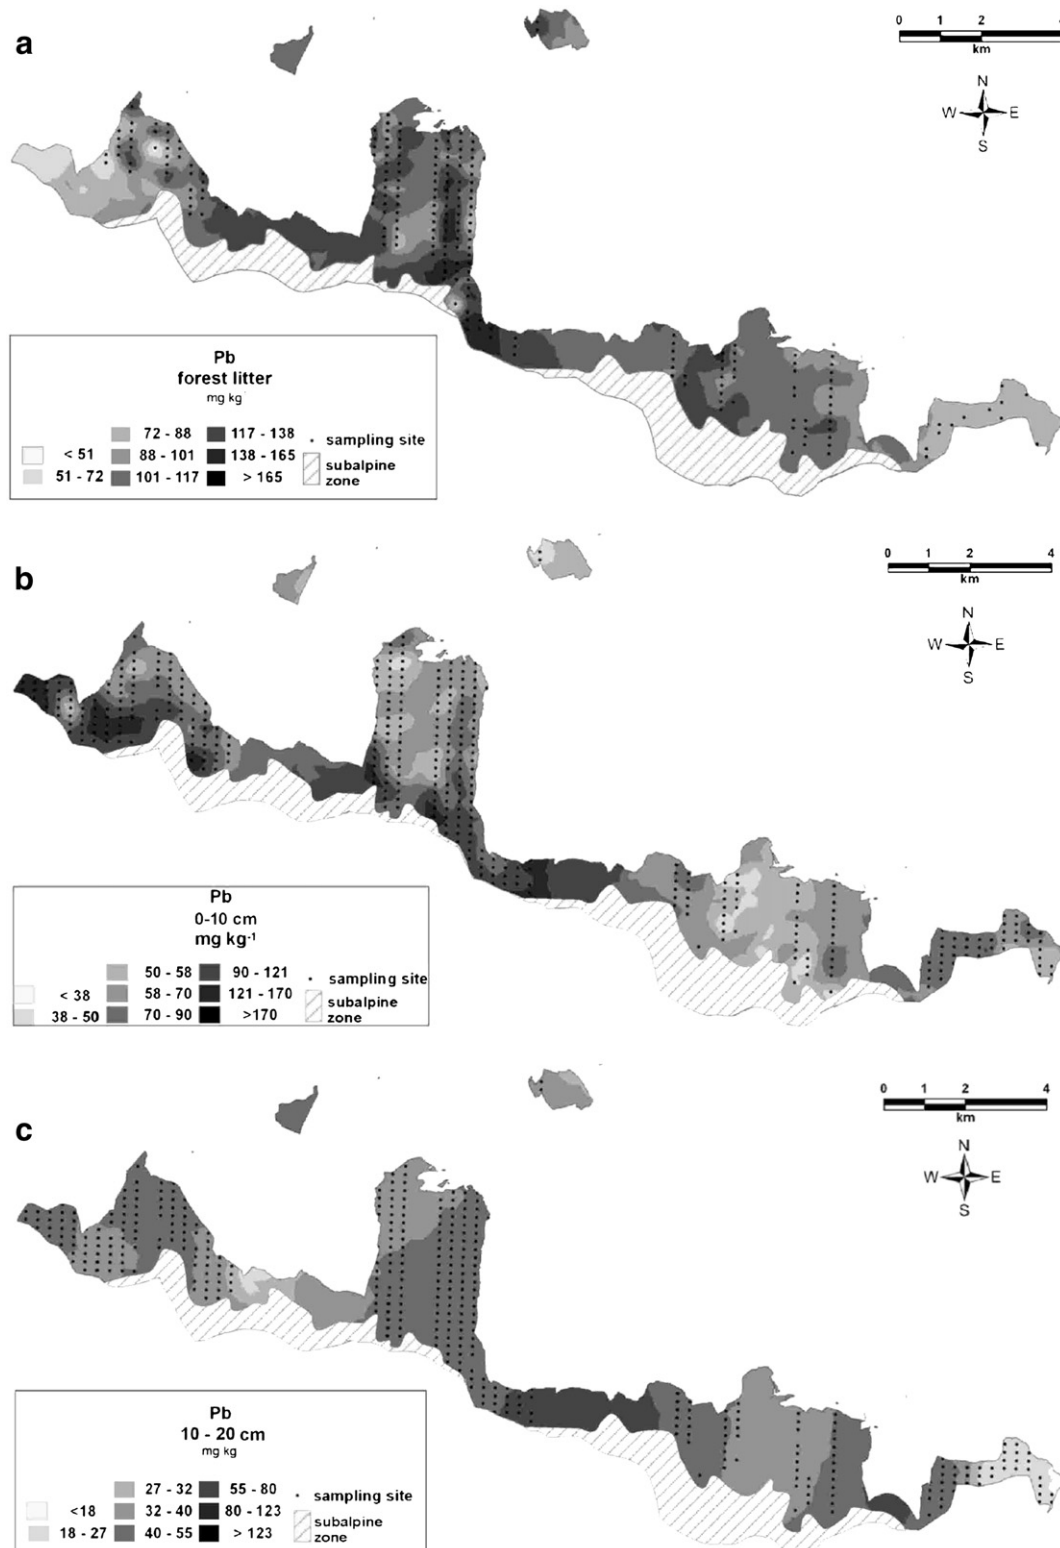 a
0 1 2 4
km
N
W E
S
Pb
forest litter
mg kg
< 51
51 - 72
72 - 88
88 - 101
101 - 117
117 - 138
138 - 165
> 165
sampling site
subalpine
zone
b
0 1 2 4
km
N
W E
S
Pb
0-10 cm
mg kg-1
< 38
38 - 50
50 - 58
58 - 70
70 - 90
90 - 121
121 - 170
>170
sampling site
subalpine
zone
c
0 1 2 4
km
N
W E
S
Pb
10 - 20 cm
mg kg
<18
18 - 27
27 - 32
32 - 40
40 - 55
55 - 80
80 - 123
> 123
sampling site
subalpine
zone